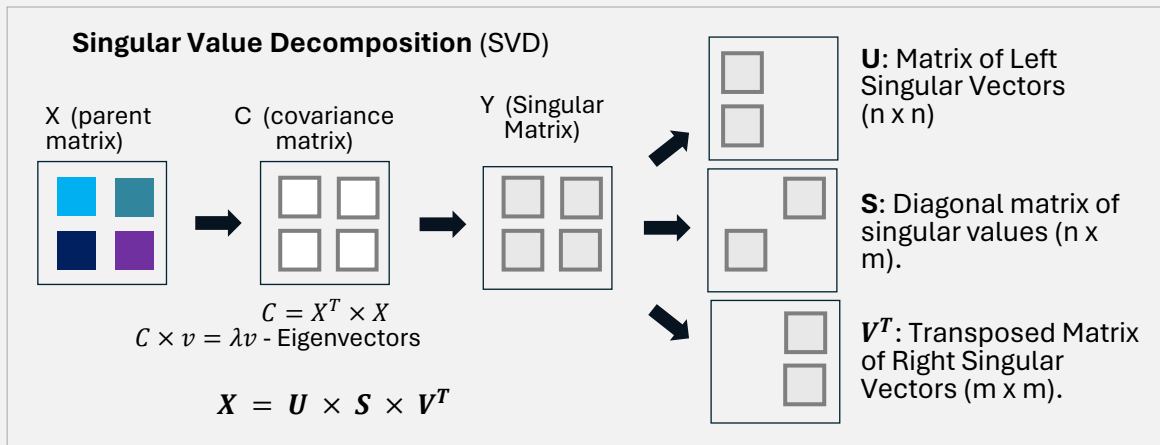 Singular Value Decomposition (SVD)
X (parent
matrix)
C (covariance
matrix)
Y (Singular
Matrix)
C = X^T × X
C × v = λv - Eigenvectors
X = U × S × V^T
U: Matrix of Left
Singular Vectors
(n x n)
S: Diagonal matrix of
singular values (n x
m).
V^T: Transposed Matrix
of Right Singular
Vectors (m x m).